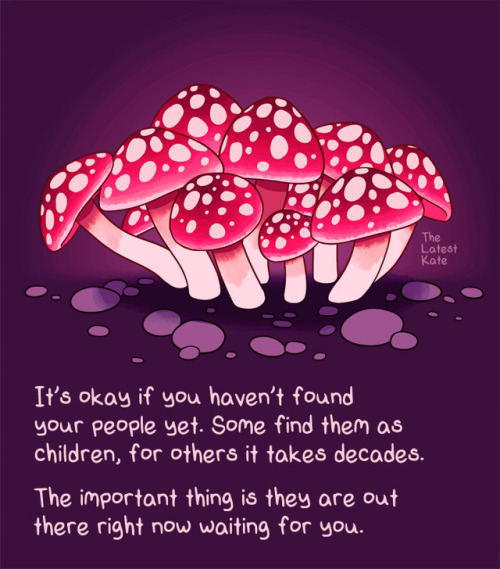 The
Latest
Kate
It's okay if you haven't found
your people yet. Some find them as
children, for others it takes decades.
The important thing is they are out
there right now waiting for you.